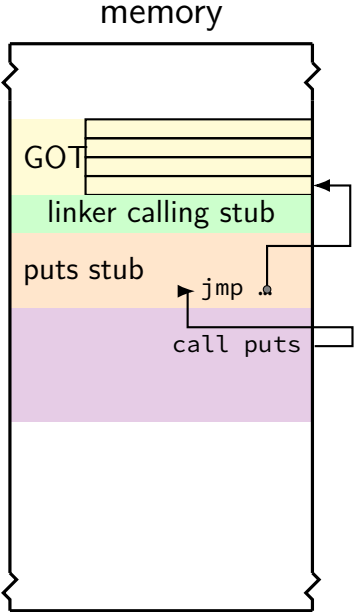 memory
GOT
linker calling stub
puts stub
jmp …
call puts